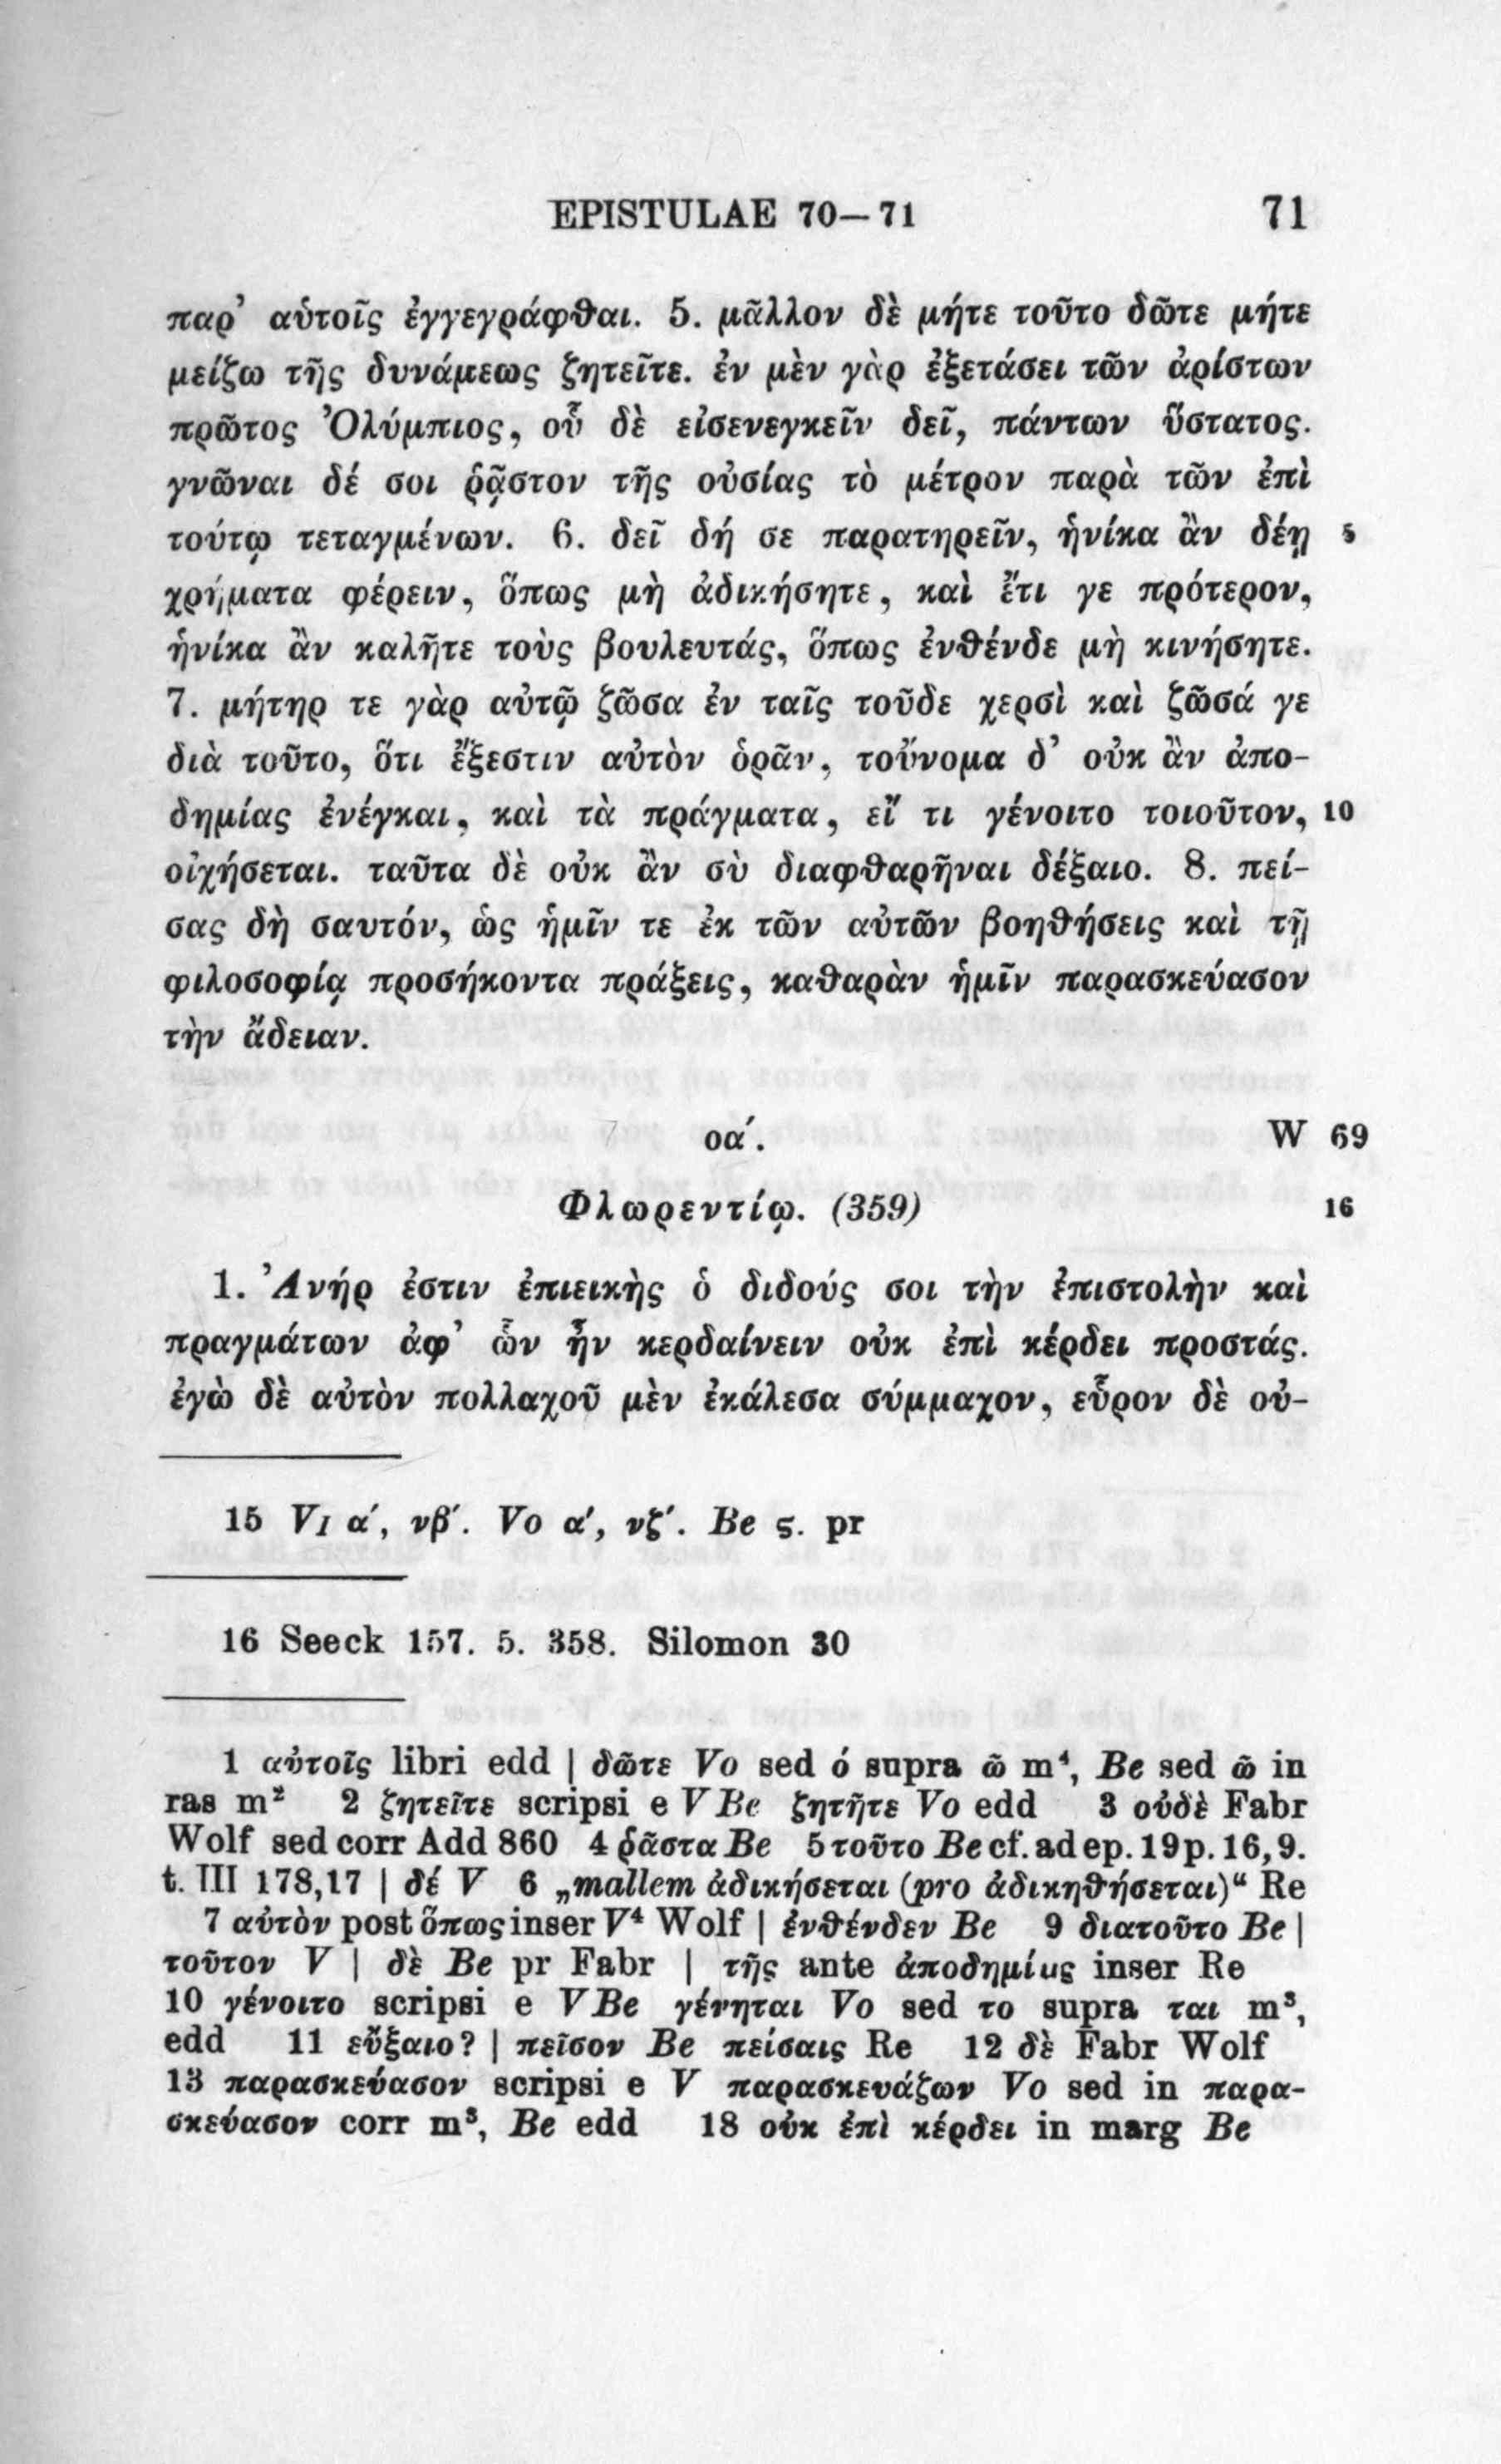 EPISTULAE 70—71 71
παρ’ αὑτοῖς ἐγγεγράφθαι. 5. μᾶλλον δὲ μήτε τοῦτο δῶτε μήτε
μείζω τῆς δυνάμεως ζητεῖτε. ἐν μὲν γὰρ ἐξετάσει τῶν ἀρίστων
πρῶτος Ὀλύμπιος, οὗ δὲ εἰσενεγκεῖν δεῖ, πάντων ὕστατος.
γνῶναι δέ σοι ῥᾷστον τῆς οὐσίας τὸ μέτρον παρὰ τῶν ἐπὶ
τούτῳ τεταγμένων. 6. δεῖ δή σε παρατηρεῖν, ἡνίκα ἂν δέῃ 5
χρήματα φέρειν, ὅπως μὴ ἀδικήσητε, καὶ ἔτι γε πρότερον,
ἡνίκα ἂν καλῆτε τοὺς βουλευτάς, ὅπως ἐνθένδε μὴ κινήσητε.
7. μήτηρ τε γὰρ αὐτῷ ζῶσα ἐν ταῖς τοῦδε χερσὶ καὶ ζῶσά γε
διὰ τοῦτο, ὅτι ἔξεστιν αὐτὸν ὁρᾶν, τοὔνομα δ’ οὐκ ἂν ἀπο-
δημίας ἐνέγκαι, καὶ τὰ πράγματα, εἴ τι γένοιτο τοιοῦτον, 10
οἰχήσεται. ταῦτα δὲ οὐκ ἂν σὺ διαφθαρῆναι δέξαιο. 8. πεί-
σας δὴ σαυτόν, ὡς ἡμῖν τε ἐκ τῶν αὐτῶν βοηθήσεις καὶ τῇ
φιλοσοφίᾳ προσήκοντα πράξεις, καθαρὰν ἡμῖν παρασκεύασον
τὴν ἄδειαν.
οα΄. W 69
Φλωρεντίῳ. (359) 16
1. Ἀνήρ ἐστιν ἐπιεικὴς ὁ διδούς σοι τὴν ἐπιστολὴν καὶ
πραγμάτων ἀφ’ ὧν ἦν κερδαίνειν οὐκ ἐπὶ κέρδει προστάς.
ἐγὼ δὲ αὐτὸν πολλαχοῦ μὲν ἐκάλεσα σύμμαχον, εὗρον δὲ οὐ-
15 VI α΄, νβ΄. Vo α΄, νζ΄. Be ϛ. pr
16 Seeck 157. 5. 358. Silomon 30
1 αὐτοῖς libri edd | δῶτε Vo sed ό supra ῶ m⁴, Be sed ῶ in
ras m² 2 ζητεῖτε scripsi e V Be ζητῆτε Vo edd 3 οὐδὲ Fabr
Wolf sed corr Add 860 4 ῥᾶστα Be 5 τοῦτο Be cf. ad ep. 19 p. 16, 9.
t. III 178,17 | δέ V 6 „mallem ἀδικήσεται (pro ἀδικηθήσεται)“ Re
7 αὐτὸν post ὅπως inser V⁴ Wolf | ἐνθένδεν Be 9 διατοῦτο Be |
τοῦτον V | δὲ Be pr Fabr | τῆς ante ἀποδημίας inser Re
10 γένοιτο scripsi e V Be γένηται Vo sed το supra ται m³,
edd 11 εὔξαιο? | πεῖσον Be πείσαις Re 12 δὲ Fabr Wolf
13 παρασκεύασον scripsi e V παρασκευάζων Vo sed in παρα-
σκεύασον corr m³, Be edd 18 οὐκ ἐπὶ κέρδει in marg Be